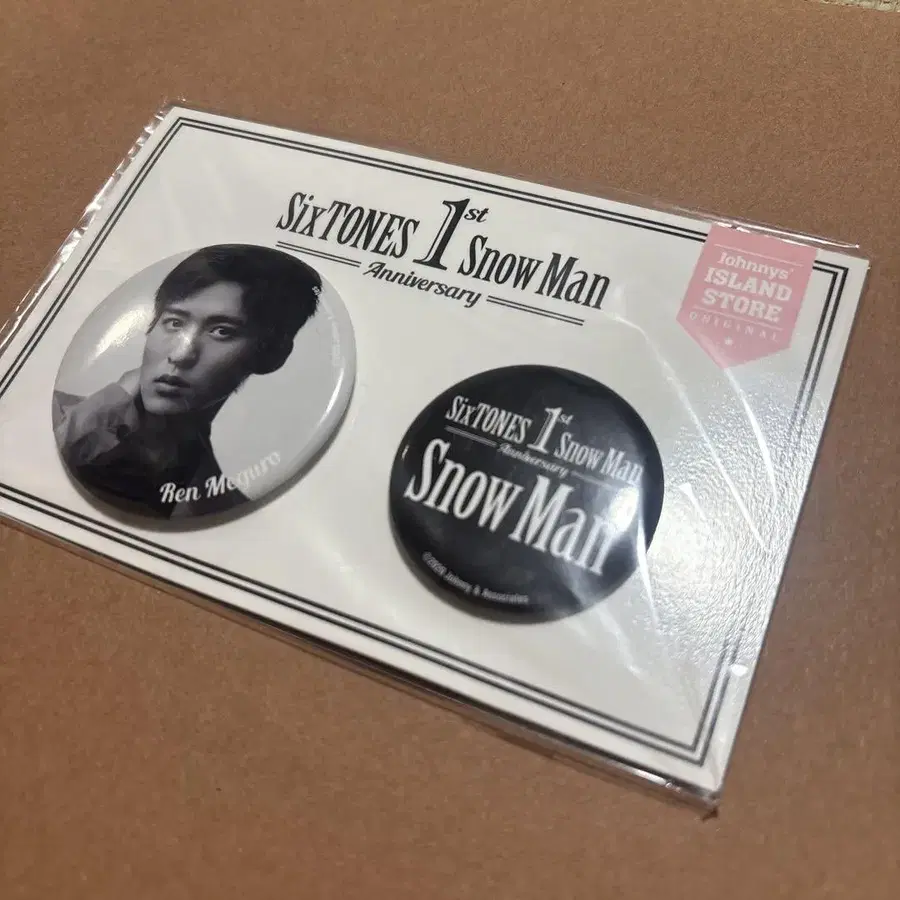 SixTONES 1st Snow Man
Anniversary
Johnnys'
ISLAND
STORE
ORIGINAL
Ren Meguro
SixTONES 1st Snow Man
Anniversary
Snow Man
Johnny & Associates